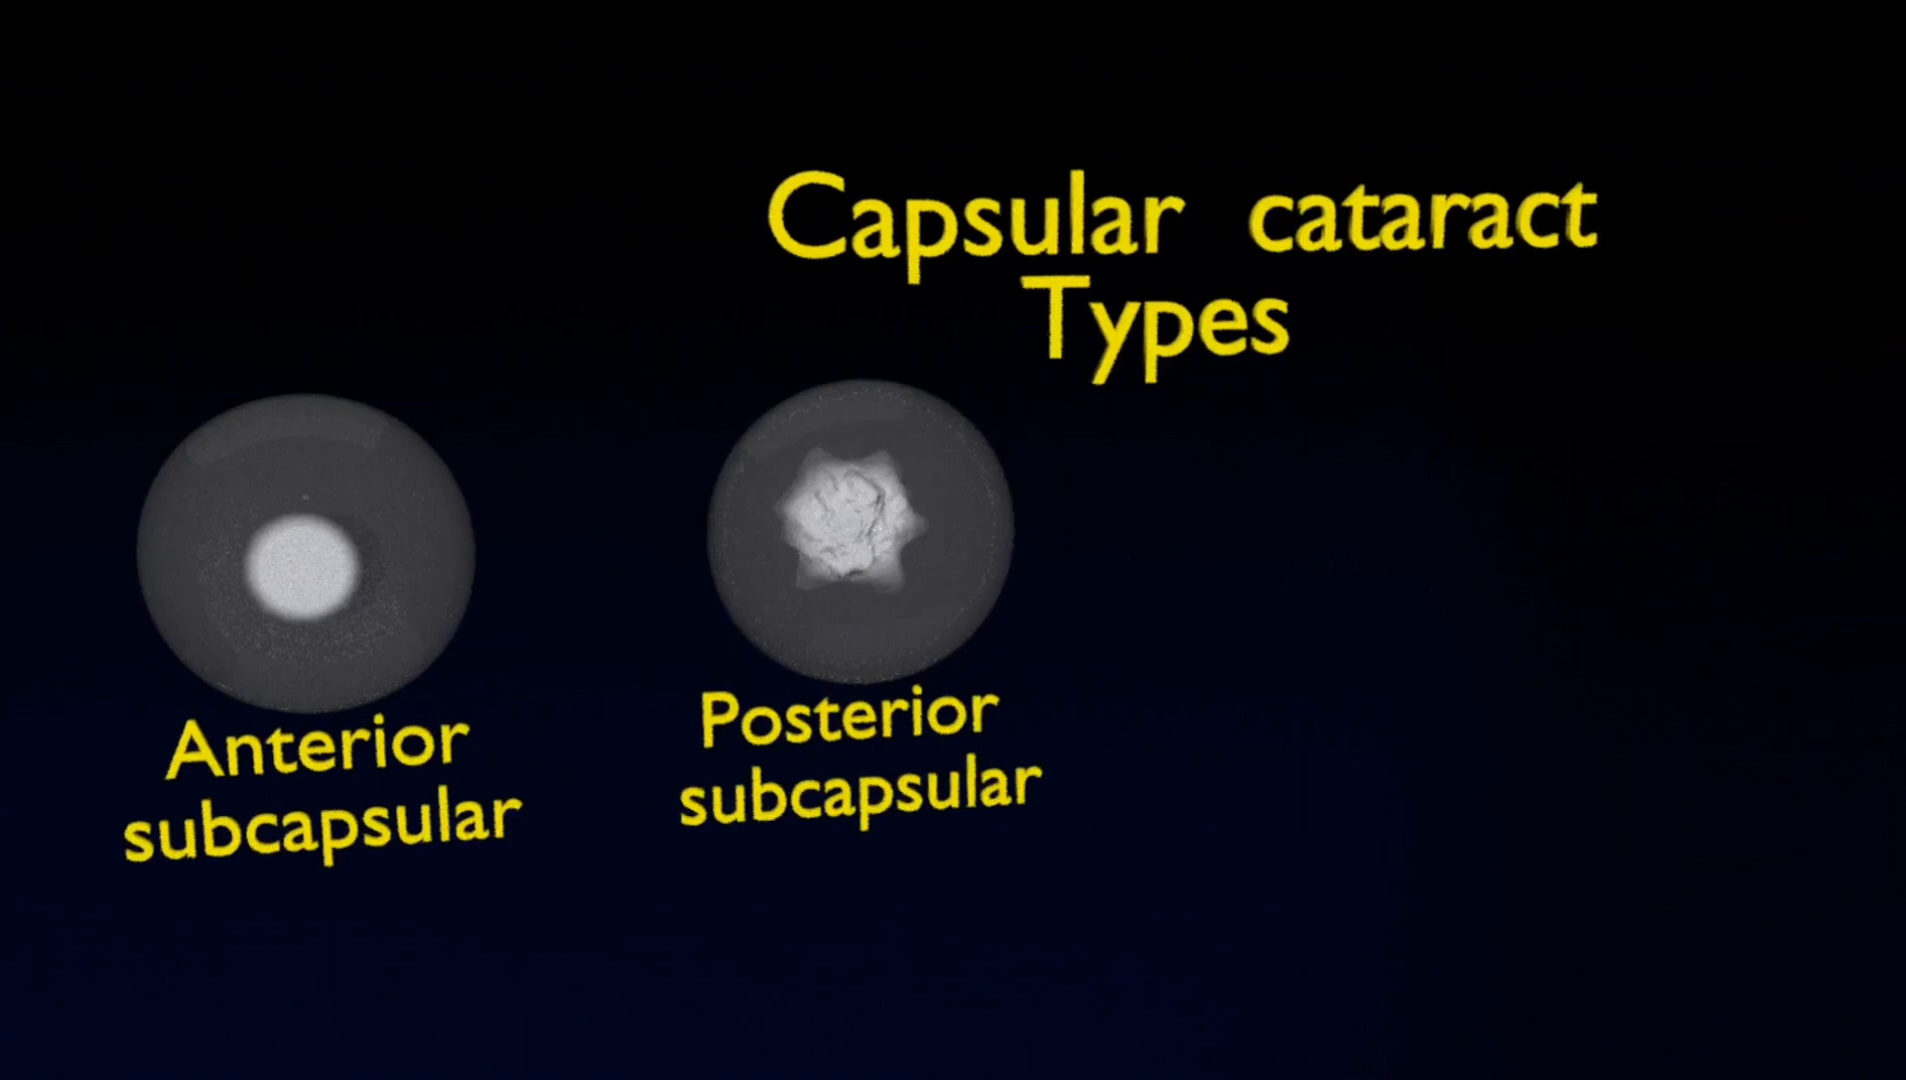 Capsular cataract
Types
Anterior
subcapsular
Posterior
subcapsular